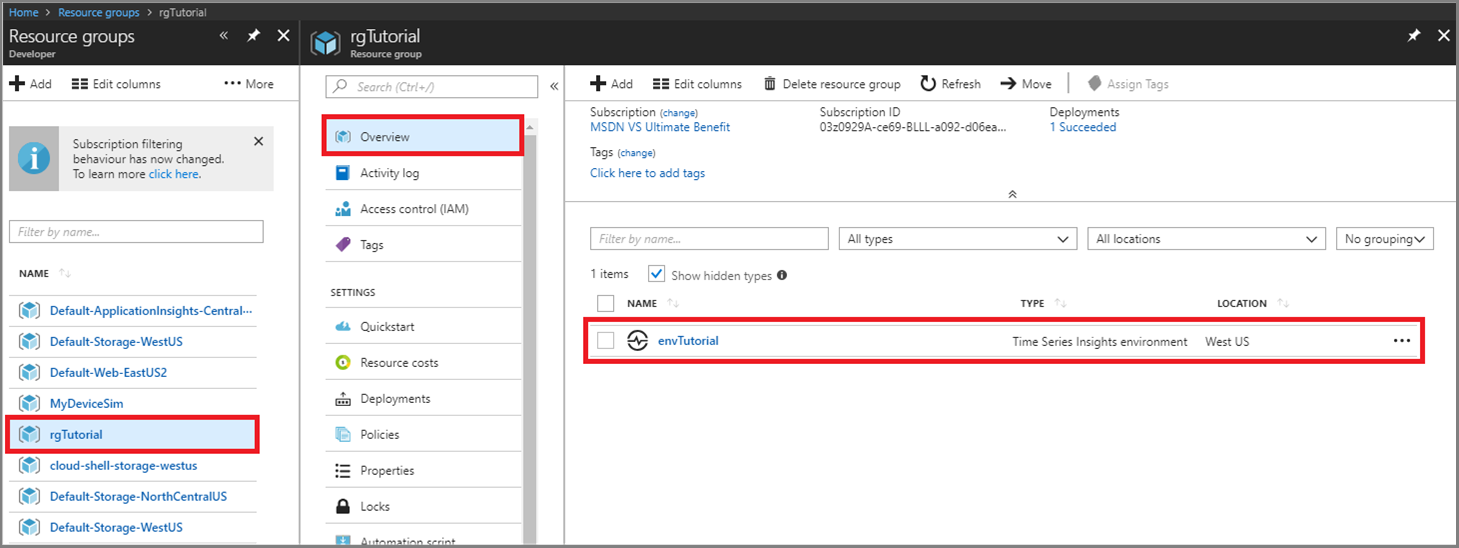 Home > Resource groups > rgTutorial
Resource groups
Developer
Add
Edit columns
••• More
Subscription filtering
behaviour has now changed.
To learn more click here.
Filter by name...
NAME
Default-ApplicationInsights-Central•••
Default-Storage-WestUS
Default-Web-EastUS2
MyDeviceSim
rgTutorial
cloud-shell-storage-westus
Default-Storage-NorthCentralUS
Default-Storage-WestUS
rgTutorial
Resource group
Search (Ctrl+/)
Overview
Activity log
Access control (IAM)
Tags
SETTINGS
Quickstart
Resource costs
Deployments
Policies
Properties
Locks
Automation script
Add
Edit columns
Delete resource group
Refresh
Move
Assign Tags
Subscription (change)
MSDN VS Ultimate Benefit
Subscription ID
03z0929A-ce69-BLLL-a092-d06ea...
Deployments
1 Succeeded
Tags (change)
Click here to add tags
Filter by name...
All types
All locations
No grouping
1 items
Show hidden types
NAME
TYPE
LOCATION
envTutorial
Time Series Insights environment
West US
•••